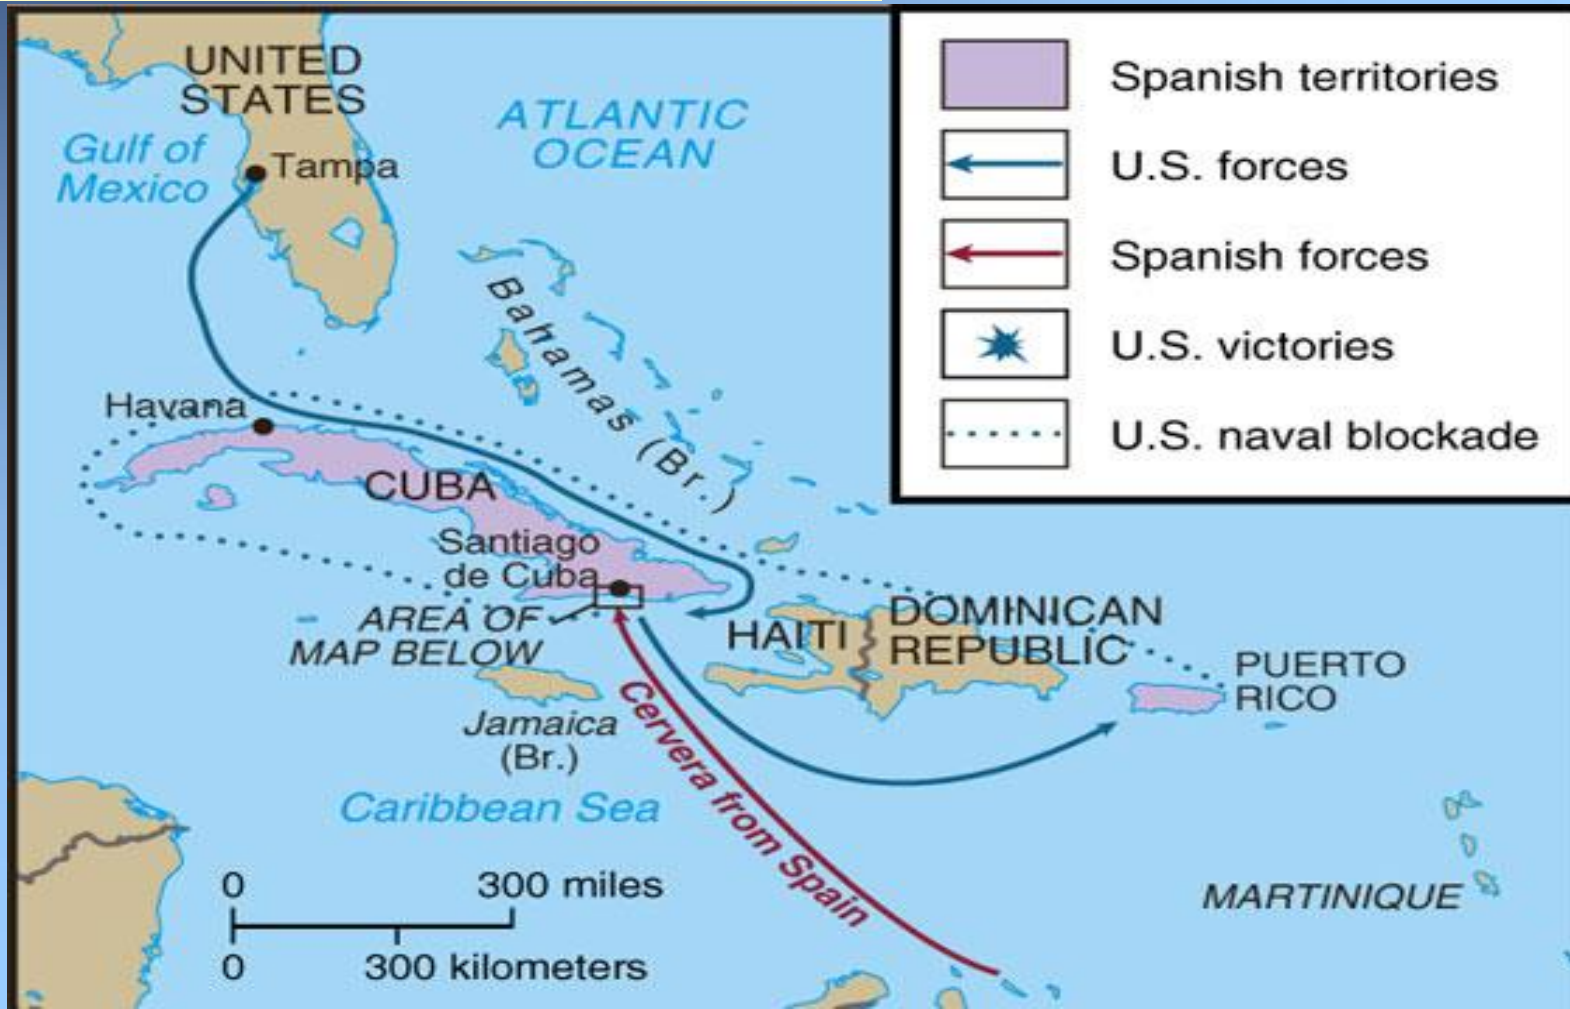 UNITED
STATES
Gulf of
Mexico
Tampa
ATLANTIC
OCEAN
Bahamas (Br.)
Havana
CUBA
Santiago
de Cuba
AREA OF
MAP BELOW
HAITI
DOMINICAN
REPUBLIC
PUERTO
RICO
Jamaica
(Br.)
Cervera from Spain
Caribbean Sea
MARTINIQUE
0 300 miles
0 300 kilometers
Spanish territories
U.S. forces
Spanish forces
U.S. victories
U.S. naval blockade